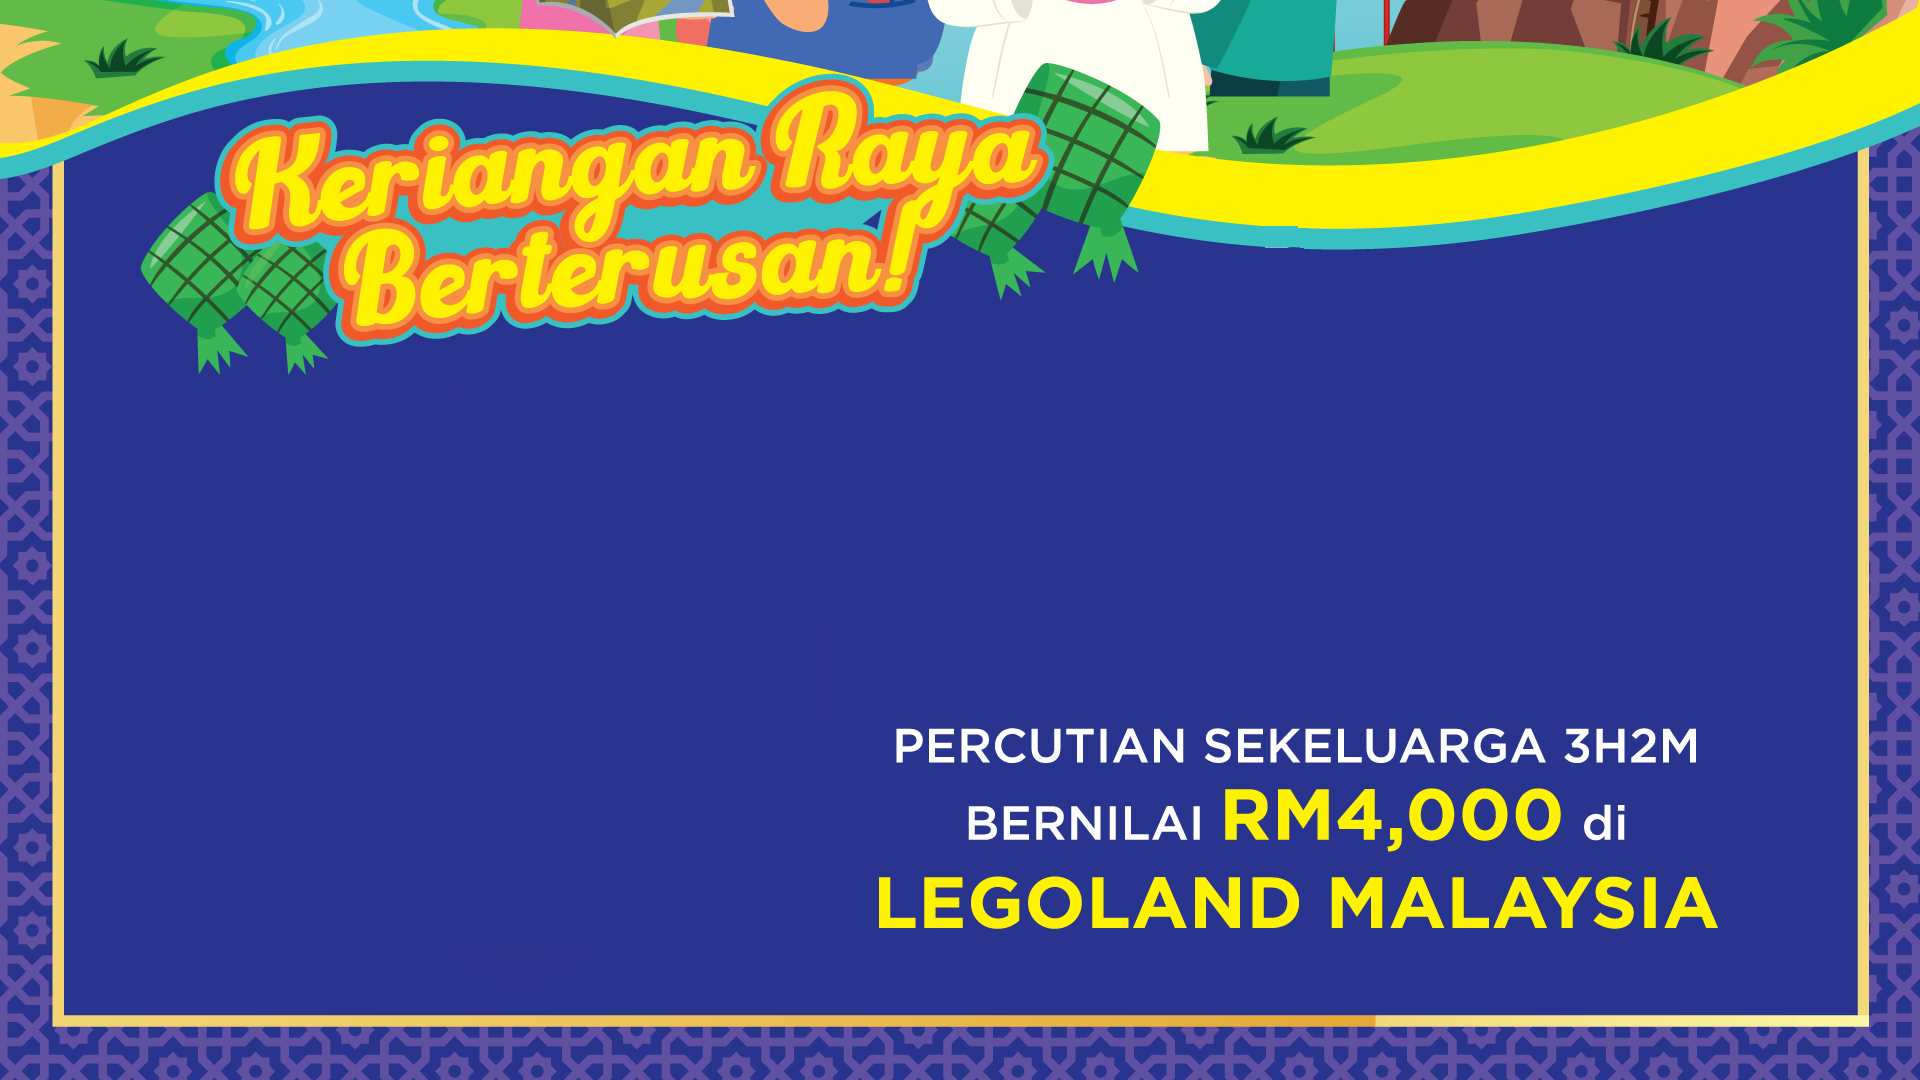 Keriangan Raya
Berterusan!
PERCUTIAN SEKELUARGA 3H2M
BERNILAI RM4,000 di
LEGOLAND MALAYSIA